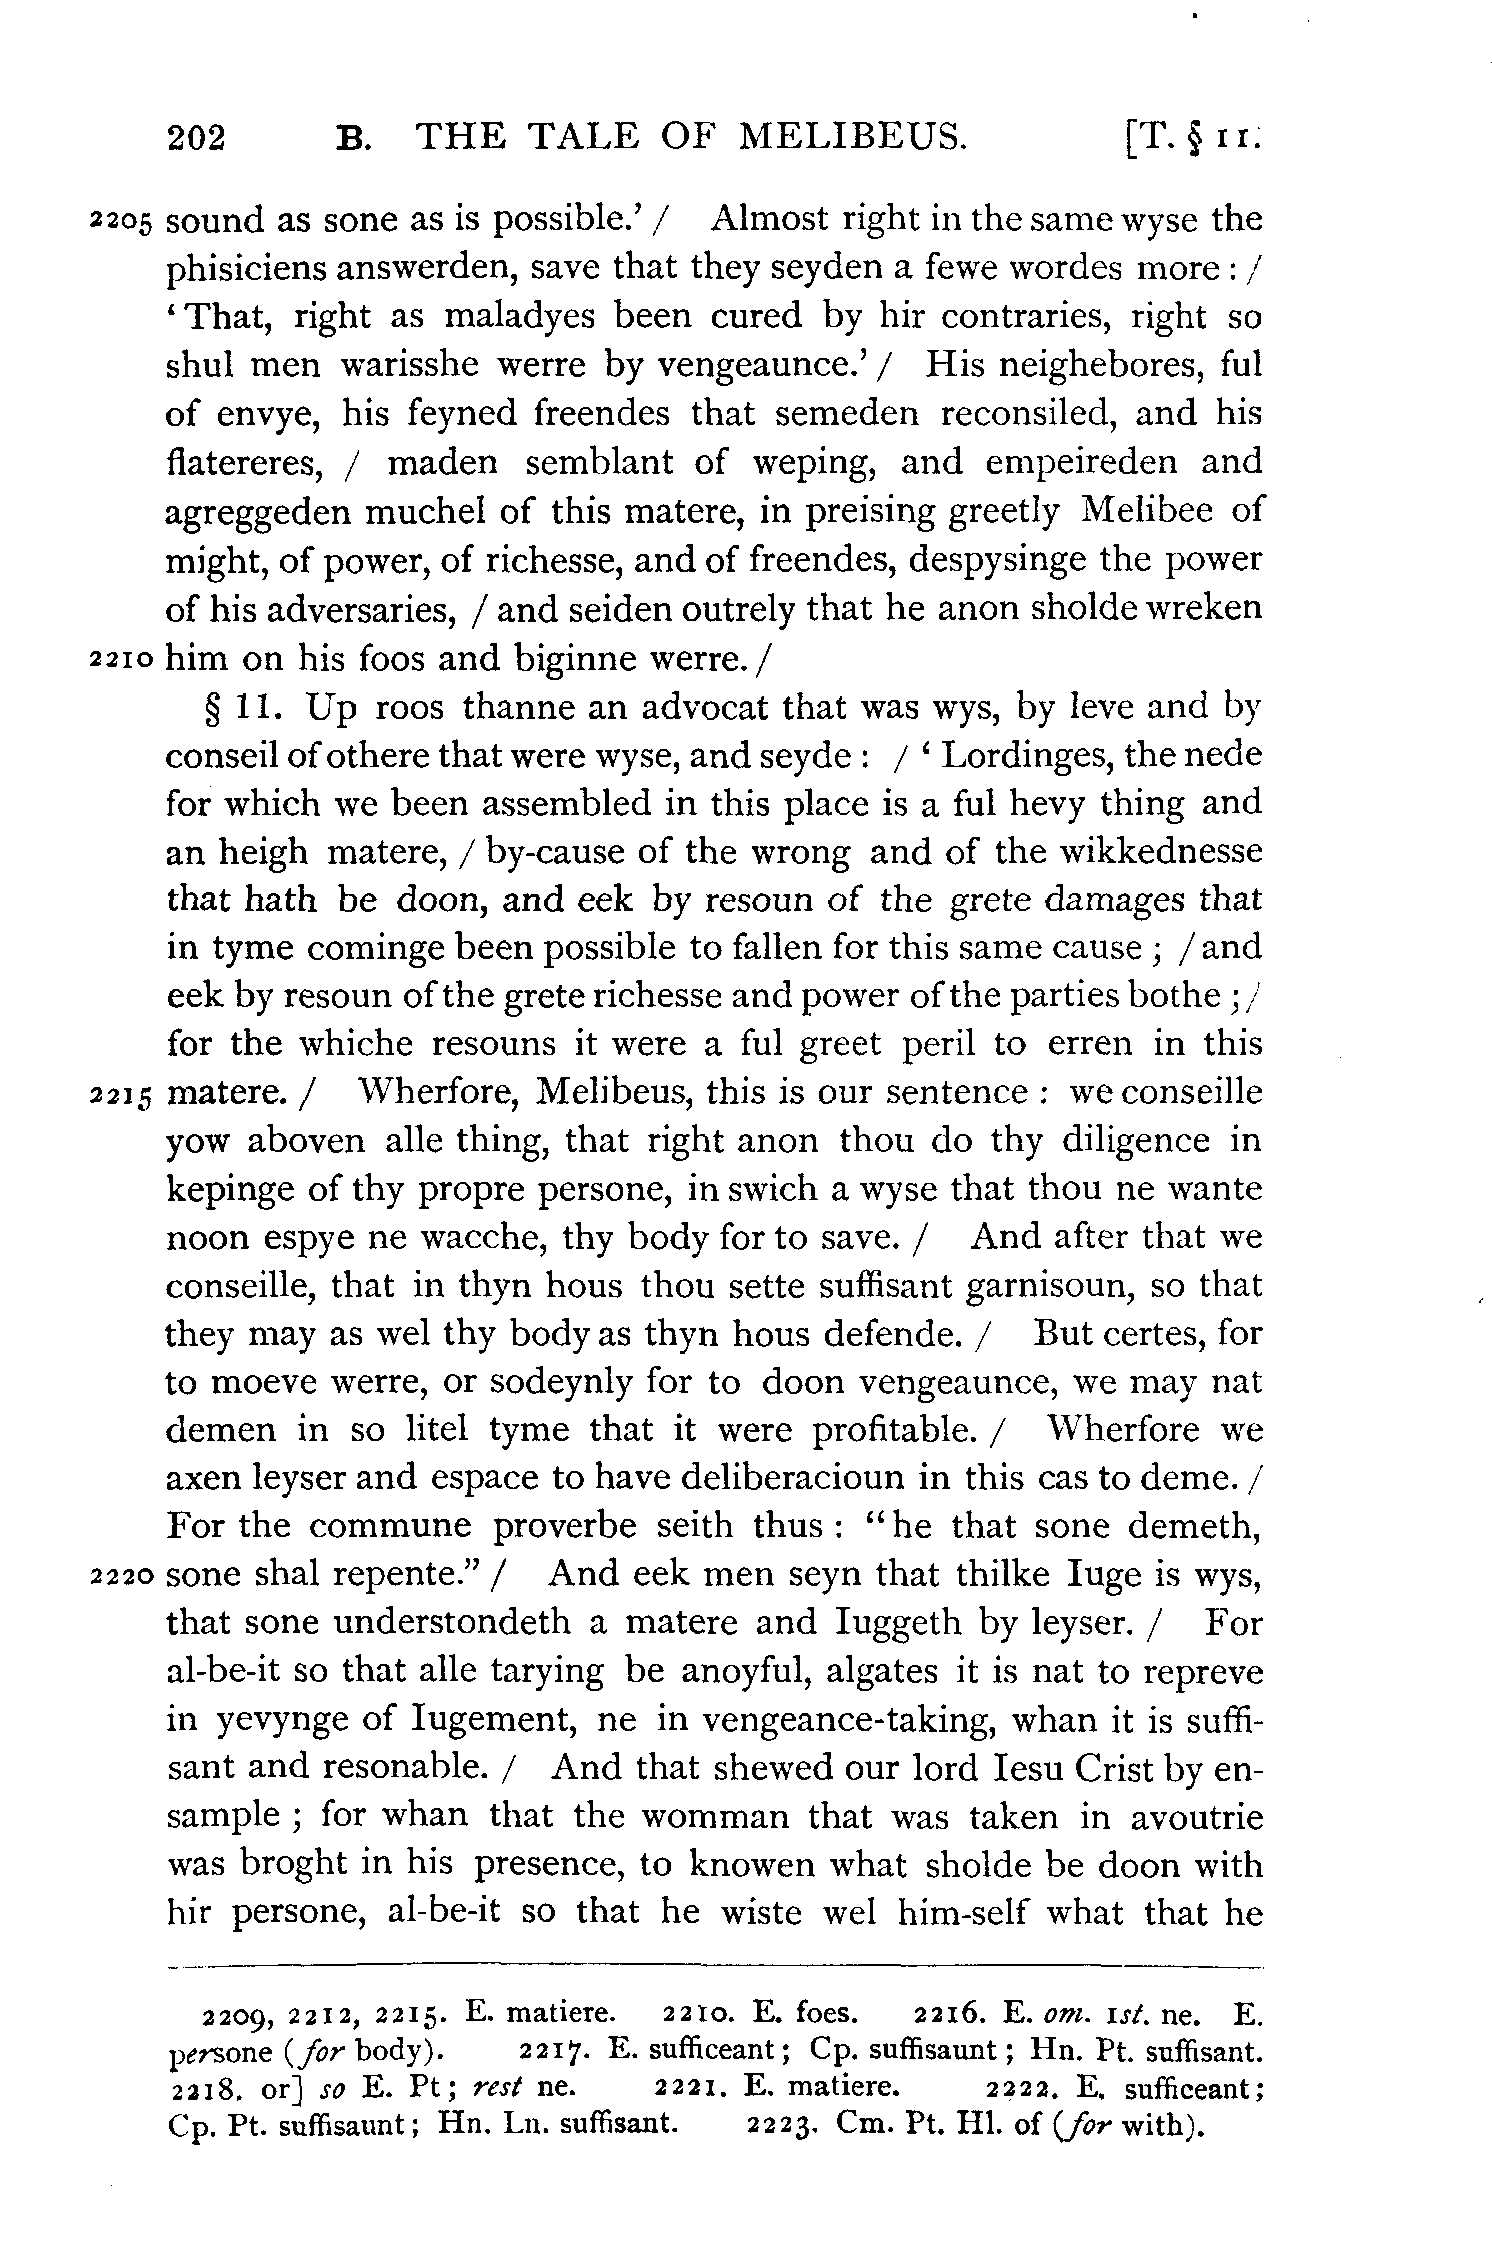 202 B. THE TALE OF MELIBEUS. [T. § 11.
2205 sound as sone as is possible.’ / Almost right in the same wyse the
phisiciens answerden, save that they seyden a fewe wordes more : /
‘That, right as maladyes been cured by hir contraries, right so
shul men warisshe werre by vengeaunce.’ / His neighebores, ful
of envye, his feyned freendes that semeden reconsiled, and his
flatereres, / maden semblant of weping, and empeireden and
agreggeden muchel of this matere, in preising greetly Melibee of
might, of power, of richesse, and of freendes, despysinge the power
of his adversaries, / and seiden outrely that he anon sholde wreken
2210 him on his foos and biginne werre. /
§ 11. Up roos thanne an advocat that was wys, by leve and by
conseil of othere that were wyse, and seyde : / ‘ Lordinges, the nede
for which we been assembled in this place is a ful hevy thing and
an heigh matere, / by-cause of the wrong and of the wikkednesse
that hath be doon, and eek by resoun of the grete damages that
in tyme cominge been possible to fallen for this same cause ; / and
eek by resoun of the grete richesse and power of the parties bothe ; /
for the whiche resouns it were a ful greet peril to erren in this
2215 matere. / Wherfore, Melibeus, this is our sentence : we conseille
yow aboven alle thing, that right anon thou do thy diligence in
kepinge of thy propre persone, in swich a wyse that thou ne wante
noon espye ne wacche, thy body for to save. / And after that we
conseille, that in thyn hous thou sette suffisant garnisoun, so that
they may as wel thy body as thyn hous defende. / But certes, for
to moeve werre, or sodeynly for to doon vengeaunce, we may nat
demen in so litel tyme that it were profitable. / Wherfore we
axen leyser and espace to have deliberacioun in this cas to deme. /
For the commune proverbe seith thus : “he that sone demeth,
2220 sone shal repente.” / And eek men seyn that thilke Iuge is wys,
that sone understondeth a matere and Iuggeth by leyser. / For
al-be-it so that alle tarying be anoyful, algates it is nat to repreve
in yevynge of Iugement, ne in vengeance-taking, whan it is suffi-
sant and resonable. / And that shewed our lord Iesu Crist by en-
sample ; for whan that the womman that was taken in avoutrie
was broght in his presence, to knowen what sholde be doon with
hir persone, al-be-it so that he wiste wel him-self what that he
2209, 2212, 2215. E. matiere. 2210. E. foes. 2216. E. om. 1st. ne. E.
persone (for body). 2217. E. sufficeant ; Cp. suffisaunt ; Hn. Pt. suffisant.
2218. or] so E. Pt ; rest ne. 2221. E. matiere. 2222. E. sufficeant ;
Cp. Pt. suffisaunt ; Hn. Ln. suffisant. 2223. Cm. Pt. Hl. of (for with).